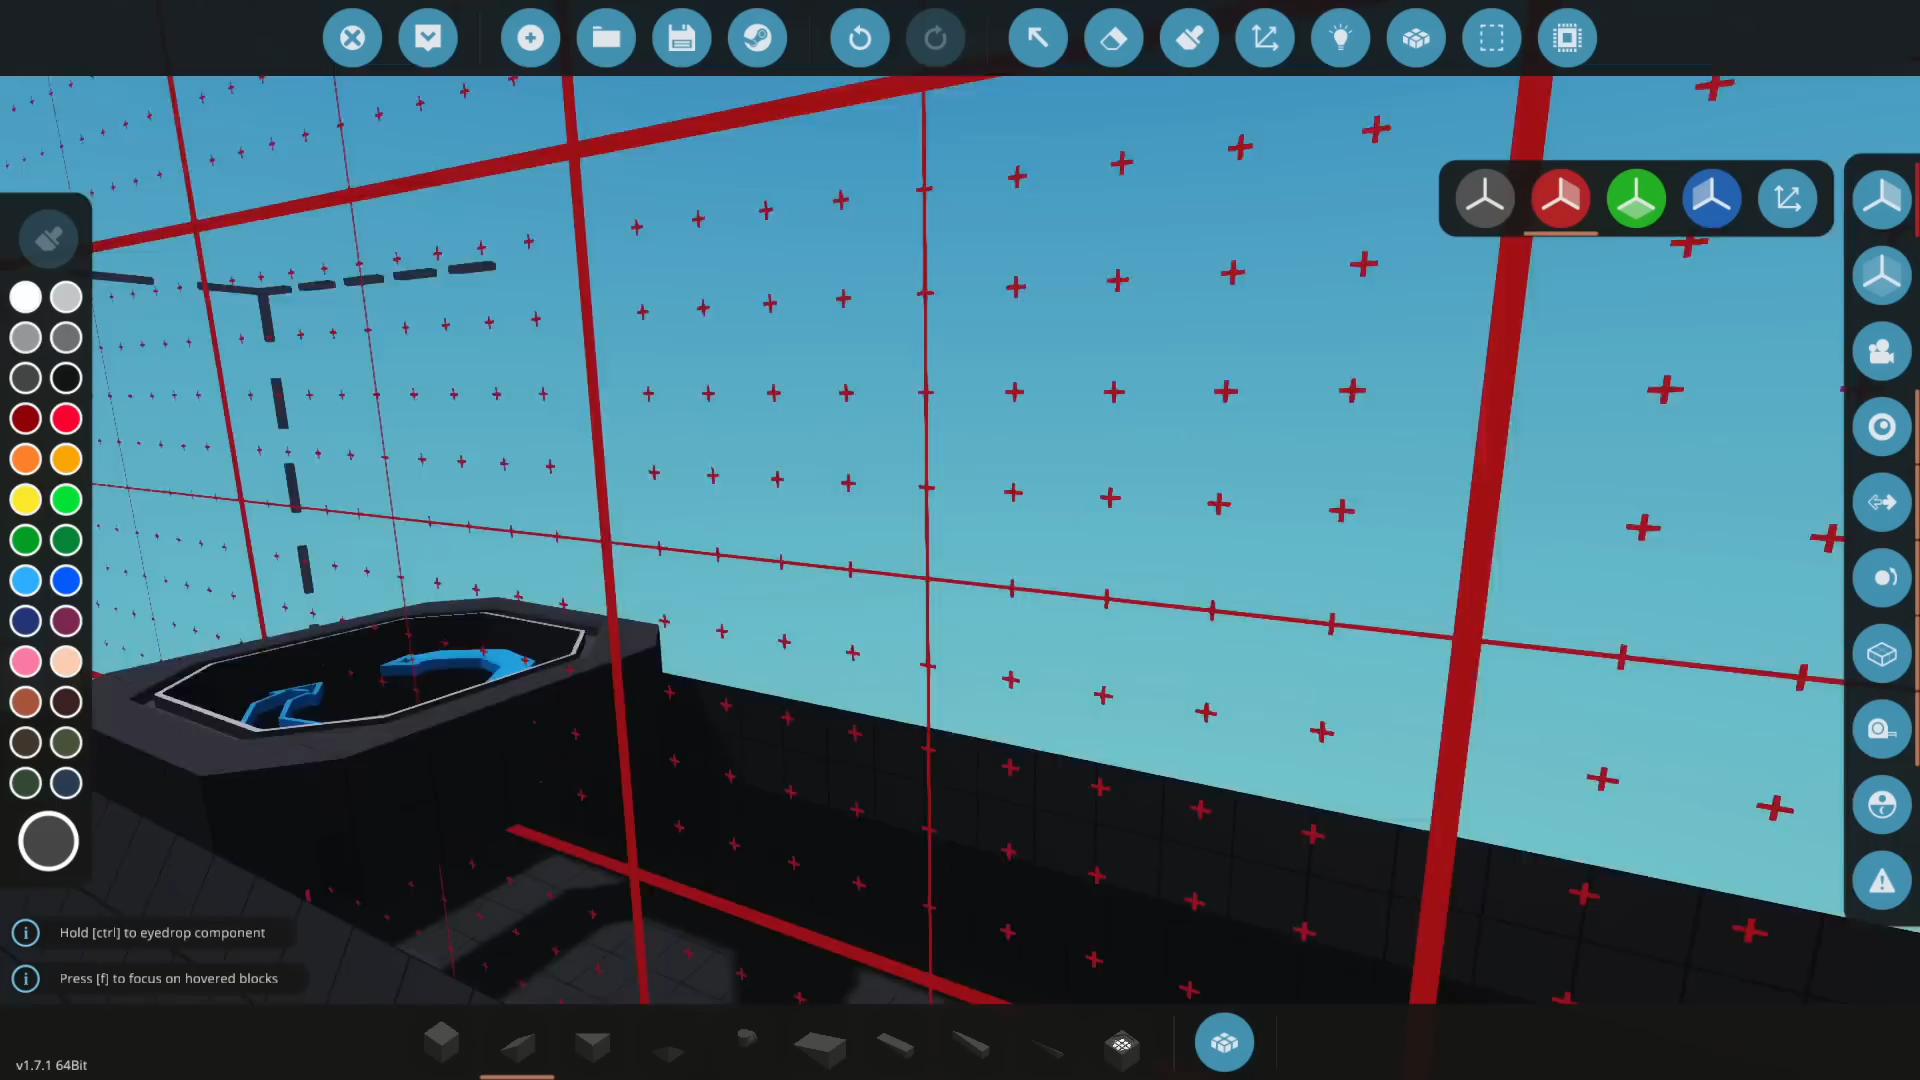 Hold [ctrl] to eyedrop component
Press [f] to focus on hovered blocks
v1.7.1 64Bit